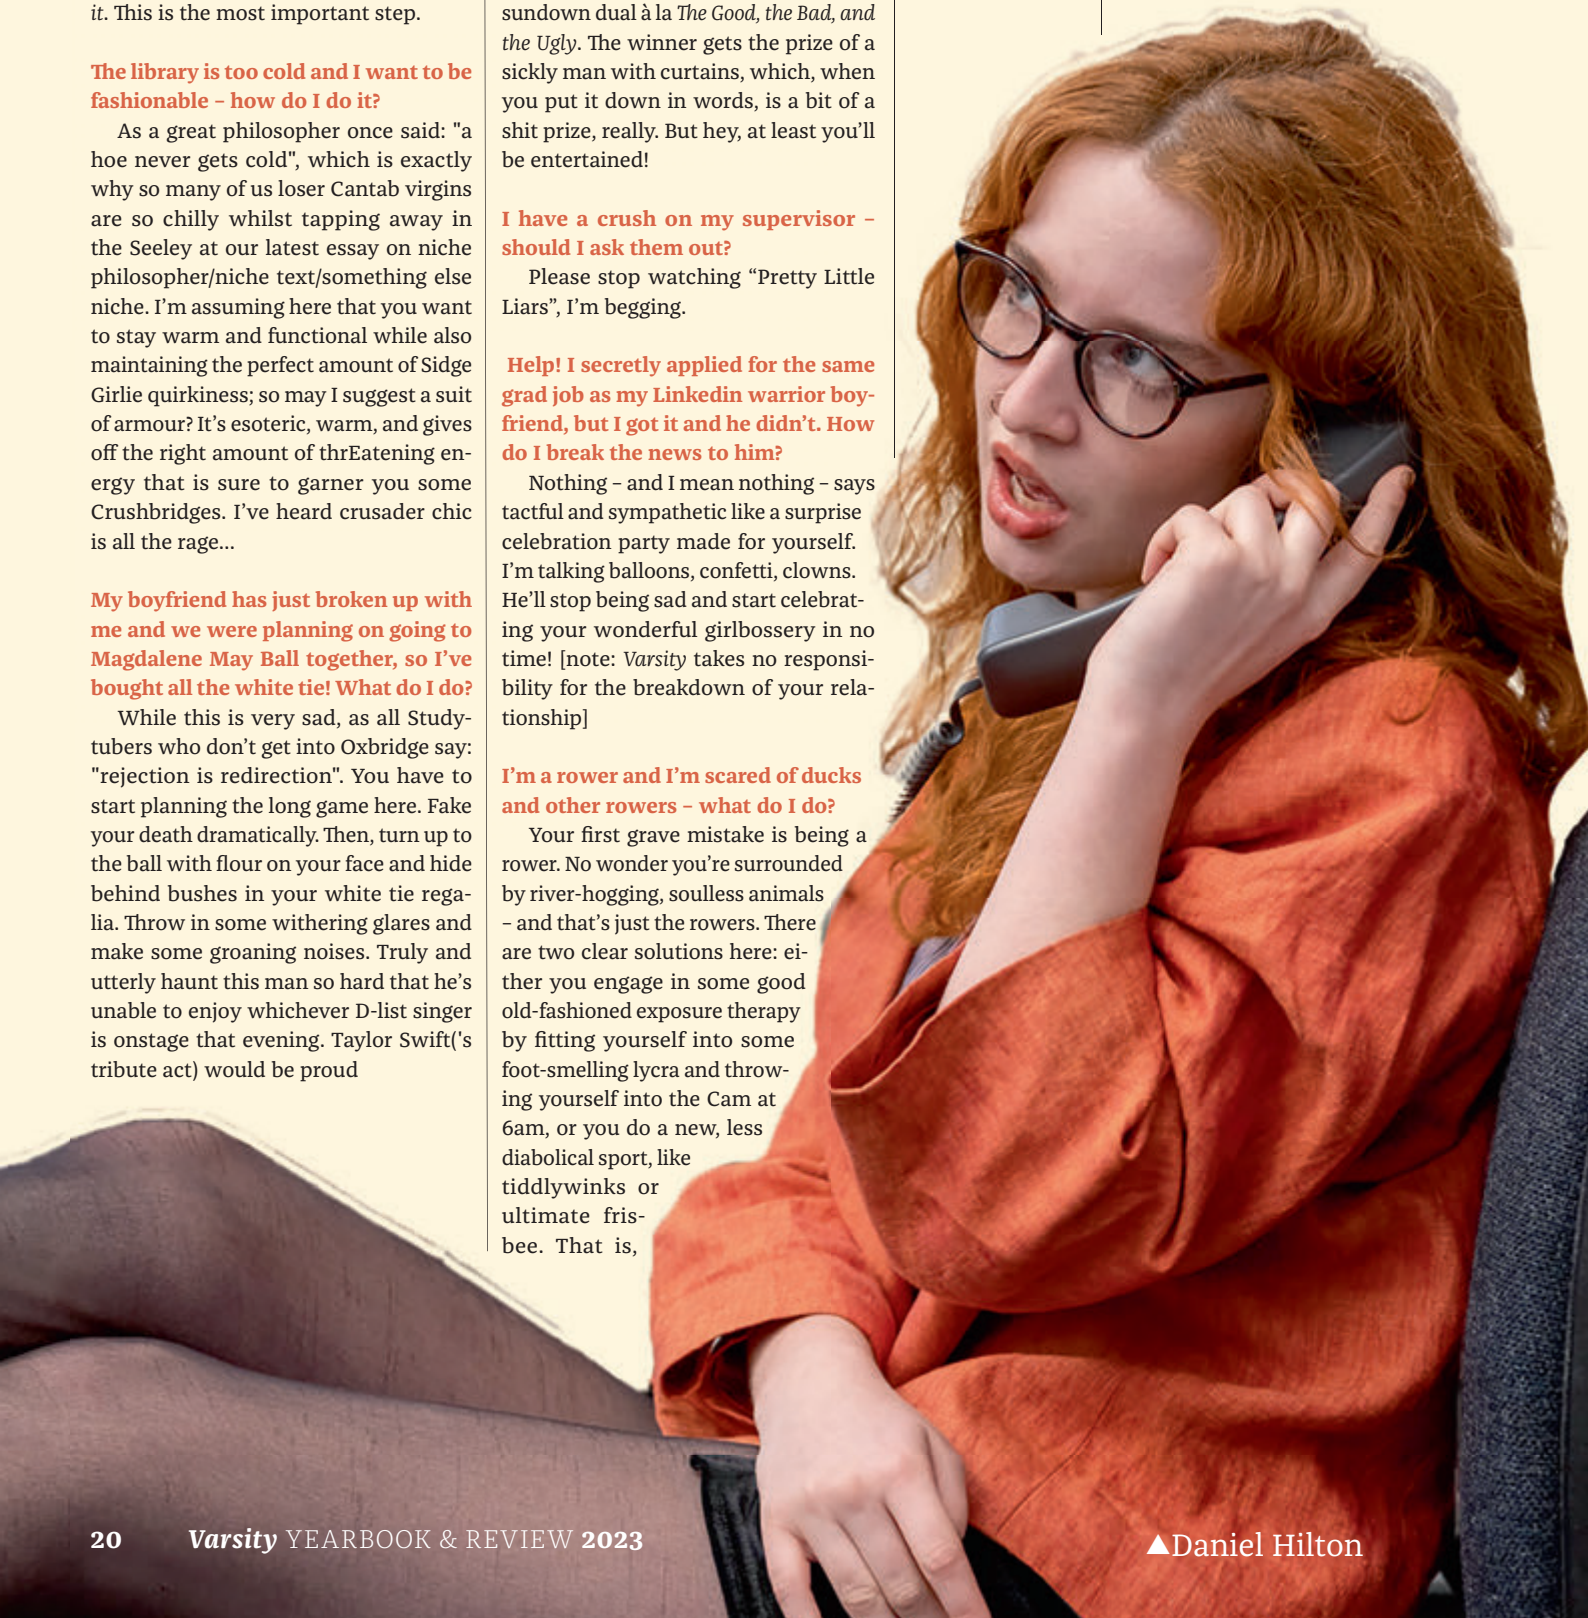 it. This is the most important step.
The library is too cold and I want to be
fashionable – how do I do it?
As a great philosopher once said: "a
hoe never gets cold", which is exactly
why so many of us loser Cantab virgins
are so chilly whilst tapping away in
the Seeley at our latest essay on niche
philosopher/niche text/something else
niche. I'm assuming here that you want
to stay warm and functional while also
maintaining the perfect amount of Sidge
Girlie quirkiness; so may I suggest a suit
of armour? It's esoteric, warm, and gives
off the right amount of thrEatening en-
ergy that is sure to garner you some
Crushbridges. I've heard crusader chic
is all the rage...
My boyfriend has just broken up with
me and we were planning on going to
Magdalene May Ball together, so I've
bought all the white tie! What do I do?
While this is very sad, as all Study-
tubers who don't get into Oxbridge say:
"rejection is redirection". You have to
start planning the long game here. Fake
your death dramatically. Then, turn up to
the ball with flour on your face and hide
behind bushes in your white tie rega-
lia. Throw in some withering glares and
make some groaning noises. Truly and
utterly haunt this man so hard that he's
unable to enjoy whichever D-list singer
is onstage that evening. Taylor Swift('s
tribute act) would be proud
sundown dual à la The Good, the Bad, and
the Ugly. The winner gets the prize of a
sickly man with curtains, which, when
you put it down in words, is a bit of a
shit prize, really. But hey, at least you'll
be entertained!
I have a crush on my supervisor –
should I ask them out?
Please stop watching “Pretty Little
Liars”, I'm begging.
Help! I secretly applied for the same
grad job as my Linkedin warrior boy-
friend, but I got it and he didn't. How
do I break the news to him?
Nothing – and I mean nothing – says
tactful and sympathetic like a surprise
celebration party made for yourself.
I'm talking balloons, confetti, clowns.
He'll stop being sad and start celebrat-
ing your wonderful girlbossery in no
time! [note: Varsity takes no responsi-
bility for the breakdown of your rela-
tionship]
I'm a rower and I'm scared of ducks
and other rowers – what do I do?
Your first grave mistake is being a
rower. No wonder you're surrounded
by river-hogging, soulless animals
– and that's just the rowers. There
are two clear solutions here: ei-
ther you engage in some good
old-fashioned exposure therapy
by fitting yourself into some
foot-smelling lycra and throw-
ing yourself into the Cam at
6am, or you do a new, less
diabolical sport, like
tiddlywinks or
ultimate fris-
bee. That is,
20 Varsity YEARBOOK & REVIEW 2023
▲Daniel Hilton